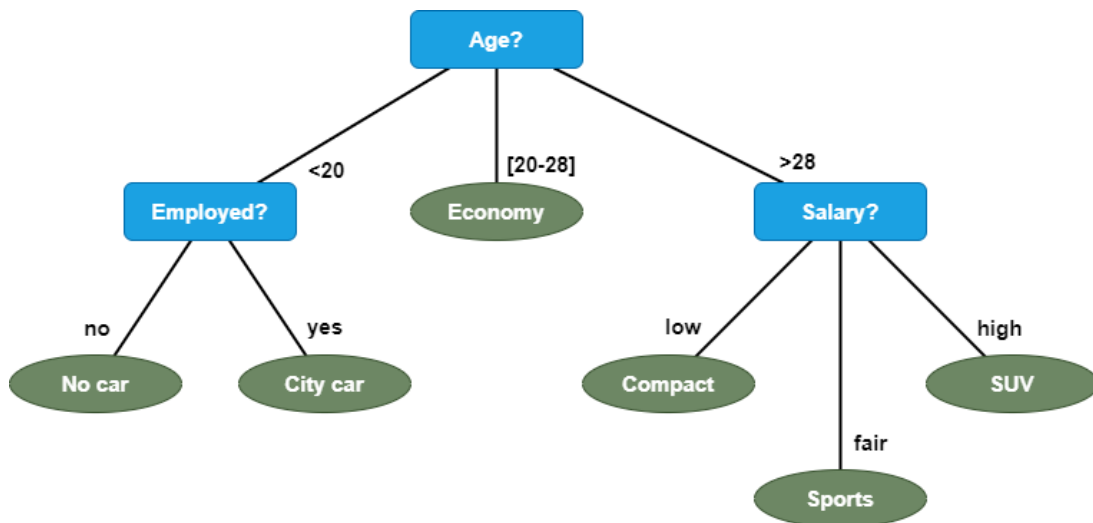 Age?
<20
[20-28]
>28
Employed?
Economy
Salary?
no
yes
low
high
No car
City car
Compact
SUV
fair
Sports